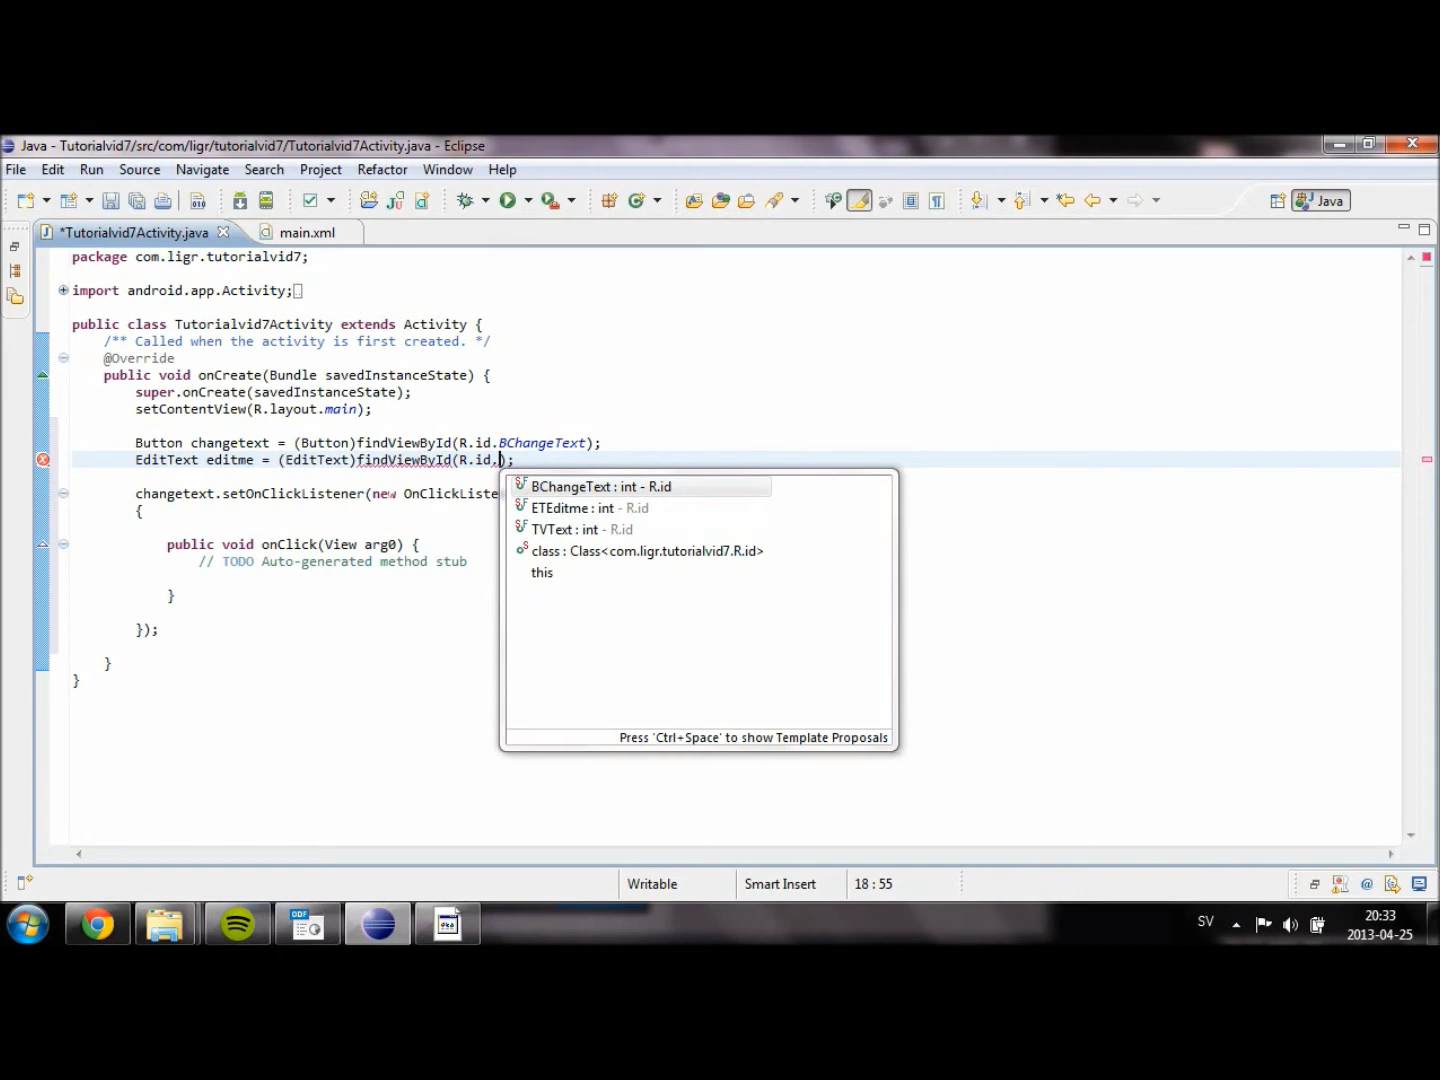 Java - Tutorialvid7/src/com/ligr/tutorialvid7/Tutorialvid7Activity.java - Eclipse
File Edit Run Source Navigate Search Project Refactor Window Help
Java
*Tutorialvid7Activity.java main.xml
package com.ligr.tutorialvid7;
import android.app.Activity;
public class Tutorialvid7Activity extends Activity {
/** Called when the activity is first created. */
@Override
public void onCreate(Bundle savedInstanceState) {
super.onCreate(savedInstanceState);
setContentView(R.layout.main);
Button changetext = (Button)findViewById(R.id.BChangeText);
EditText editme = (EditText)findViewById(R.id.);
changetext.setOnClickListener(new OnClickListe
{
public void onClick(View arg0) {
// TODO Auto-generated method stub
}
});
}
}
BChangeText : int - R.id
ETEditme : int - R.id
TVText : int - R.id
class : Class<com.ligr.tutorialvid7.R.id>
this
Press 'Ctrl+Space' to show Template Proposals
Writable Smart Insert 18 : 55
ODF
SV
20:33
2013-04-25